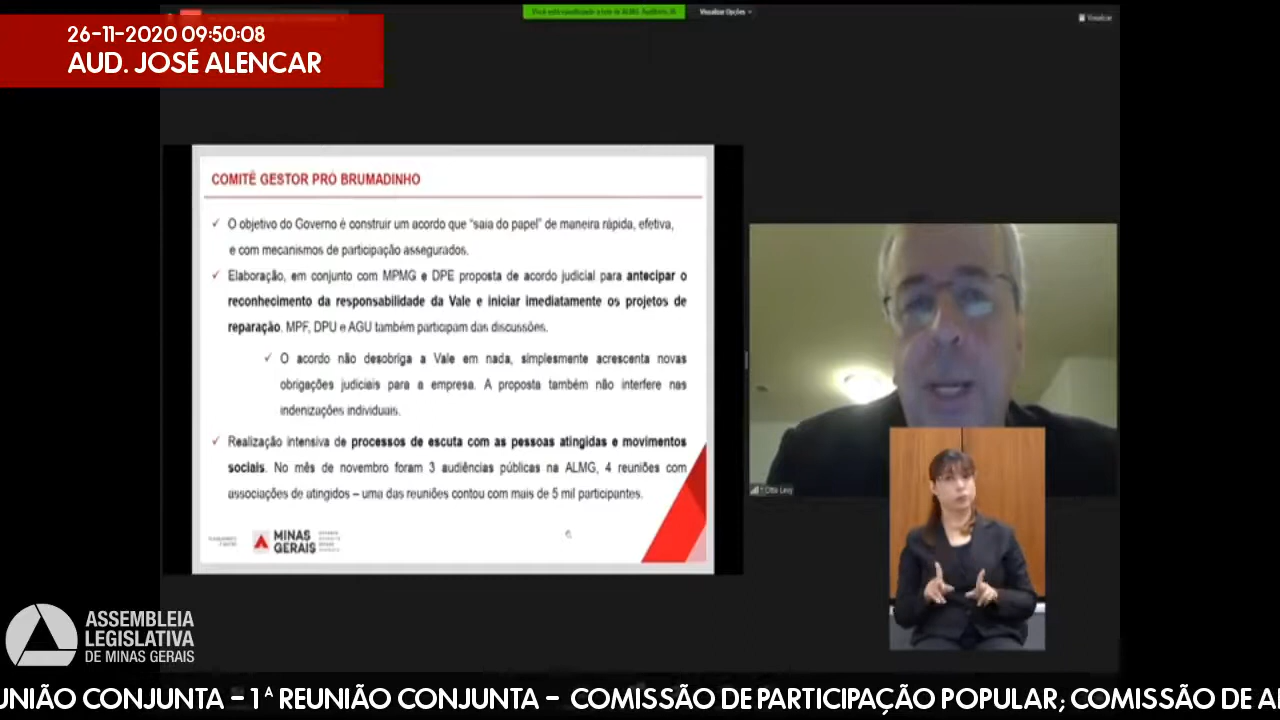 26-11-2020 09:50:08
AUD. JOSÉ ALENCAR
Visualizar Opções
Visualizar
COMITÊ GESTOR PRÓ BRUMADINHO
✓ O objetivo do Governo é construir um acordo que “saia do papel” de maneira rápida, efetiva,
e com mecanismos de participação assegurados.
✓ Elaboração, em conjunto com MPMG e DPE proposta de acordo judicial para antecipar o
reconhecimento da responsabilidade da Vale e iniciar imediatamente os projetos de
reparação. MPF, DPU e AGU também participam das discussões.
✓ O acordo não desobriga a Vale em nada, simplesmente acrescenta novas
obrigações judiciais para a empresa. A proposta também não interfere nas
indenizações individuais.
✓ Realização intensiva de processos de escuta com as pessoas atingidas e movimentos
sociais. No mês de novembro foram 3 audiências públicas na ALMG, 4 reuniões com
associações de atingidos – uma das reuniões contou com mais de 5 mil participantes.
MINAS
GERAIS
Otto Levy
ASSEMBLEIA
LEGISLATIVA
DE MINAS GERAIS
UNIÃO CONJUNTA - 1ª REUNIÃO CONJUNTA - COMISSÃO DE PARTICIPAÇÃO POPULAR; COMISSÃO DE